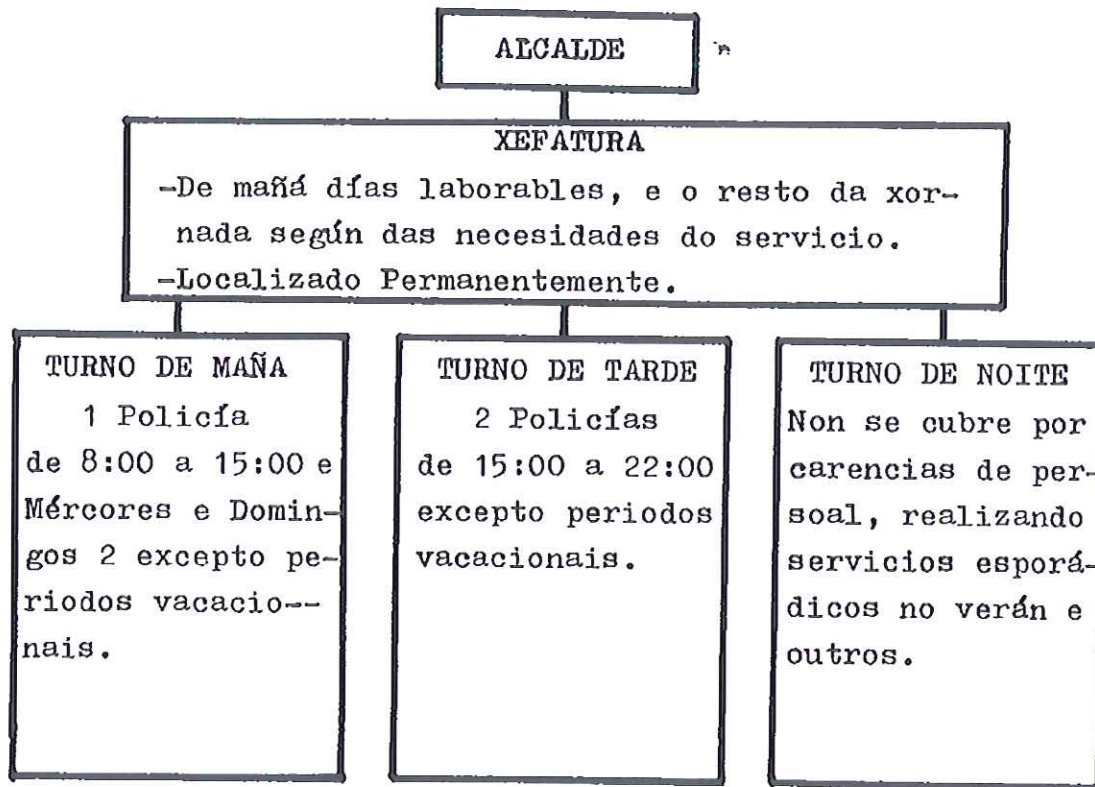 ALCALDE
XEFATURA
-De mañá días laborables, e o resto da xor-
nada según das necesidades do servicio.
-Localizado Permanentemente.
TURNO DE MAÑA
1 Policía
de 8:00 a 15:00 e
Mércores e Domin-
gos 2 excepto pe-
riodos vacacio--
nais.
TURNO DE TARDE
2 Policías
de 15:00 a 22:00
excepto periodos
vacacionais.
TURNO DE NOITE
Non se cubre por
carencias de per-
soal, realizando
servicios esporá-
dicos no verán e
outros.